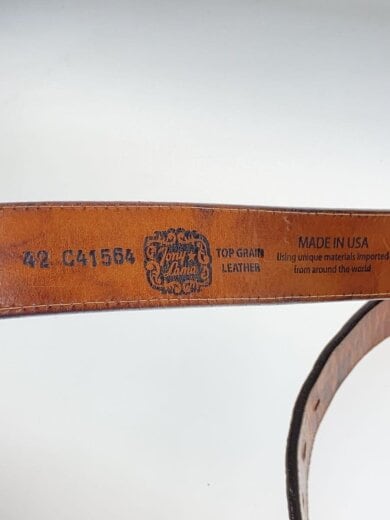 42 C41564
Tony
Lama
TOP GRAIN
LEATHER
MADE IN USA
Using unique materials imported
from around the world